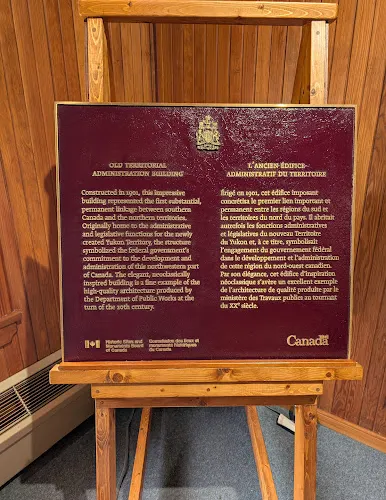 OLD TERRITORIAL
ADMINISTRATION BUILDING
Constructed in 1901, this impressive
building represented the first substantial,
permanent linkage between southern
Canada and the northern territories.
Originally home to the administrative
and legislative functions for the newly
created Yukon Territory, the structure
symbolized the federal government's
commitment to the development and
administration of this northwestern part
of Canada. The elegant, neoclassically
inspired building is a fine example of the
high-quality architecture produced by
the Department of Public Works at the
turn of the 20th century.
L'ANCIEN ÉDIFICE
ADMINISTRATIF DU TERRITOIRE
Érigé en 1901, cet édifice imposant
concrétisa le premier lien important et
permanent entre les régions du sud et
les territoires du nord du pays. Il abritait
autrefois les fonctions administratives
et législatives du nouveau Territoire
du Yukon et, à ce titre, symbolisait
l'engagement du gouvernement fédéral
dans le développement et l'administration
de cette région du nord-ouest canadien.
Par son élégance, cet édifice d'inspiration
néoclassique s'avère un excellent exemple
de l'architecture de qualité produite par le
ministère des Travaux publics au tournant
du XXe siècle.
Historic Sites and
Monuments Board
of Canada
Commission des lieux et
monuments historiques
du Canada
Canada